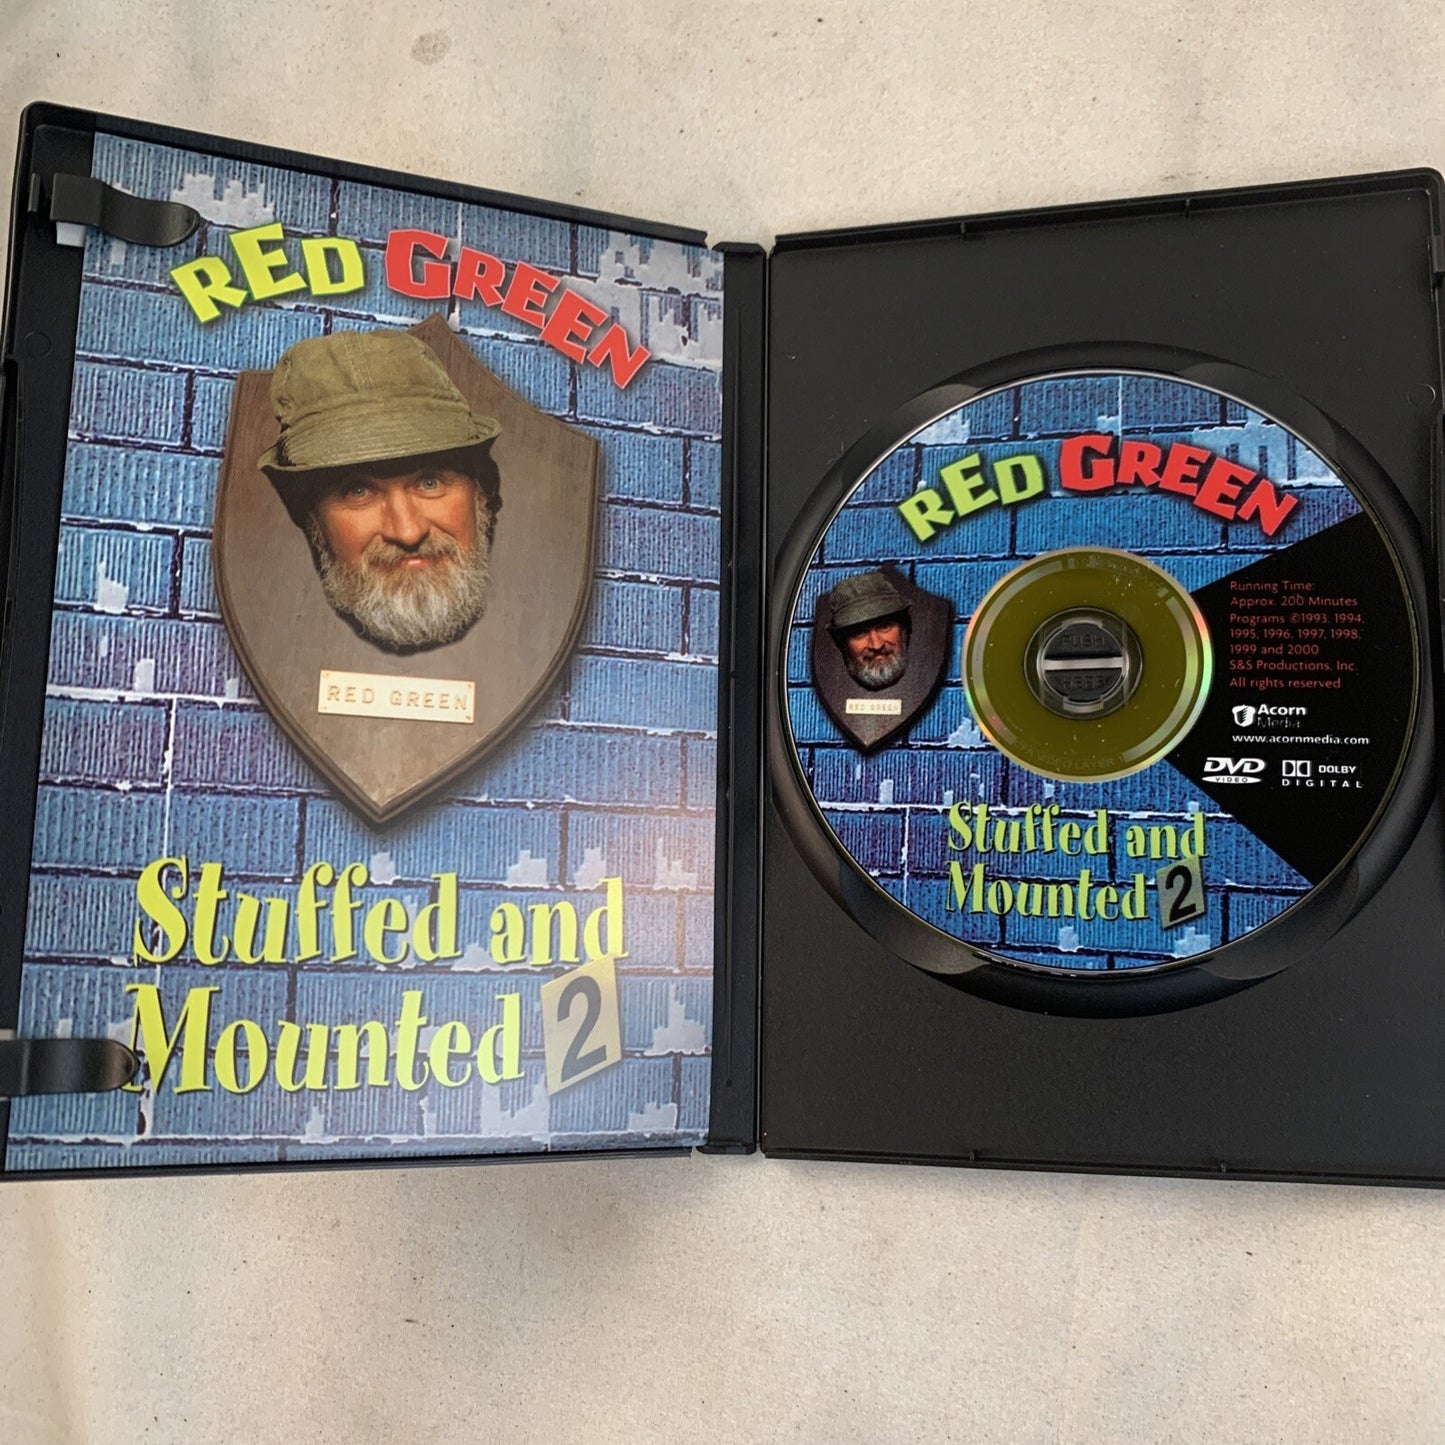 RED GREEN
RED GREEN
Stuffed and
Mounted 2
RED GREEN
RED GREEN
Running Time:
Approx. 200 Minutes
Programs ©1993, 1994,
1995, 1996, 1997, 1998,
1999 and 2000
S&S Productions, Inc.
All rights reserved
Acorn
Media
www.acornmedia.com
DVD
VIDEO
DOLBY
DIGITAL
PUSH
Stuffed and
Mounted 2